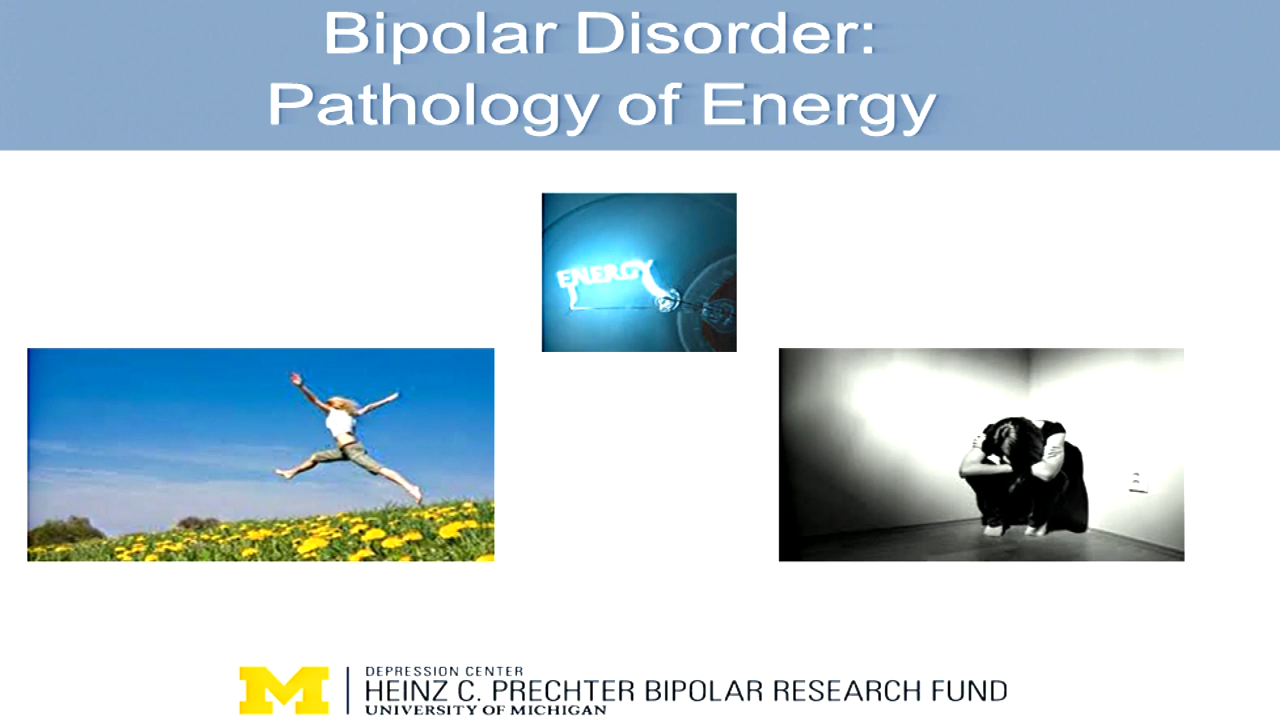 Bipolar Disorder:
Pathology of Energy
ENERGY
M
DEPRESSION CENTER
HEINZ C. PRECHTER BIPOLAR RESEARCH FUND
UNIVERSITY OF MICHIGAN